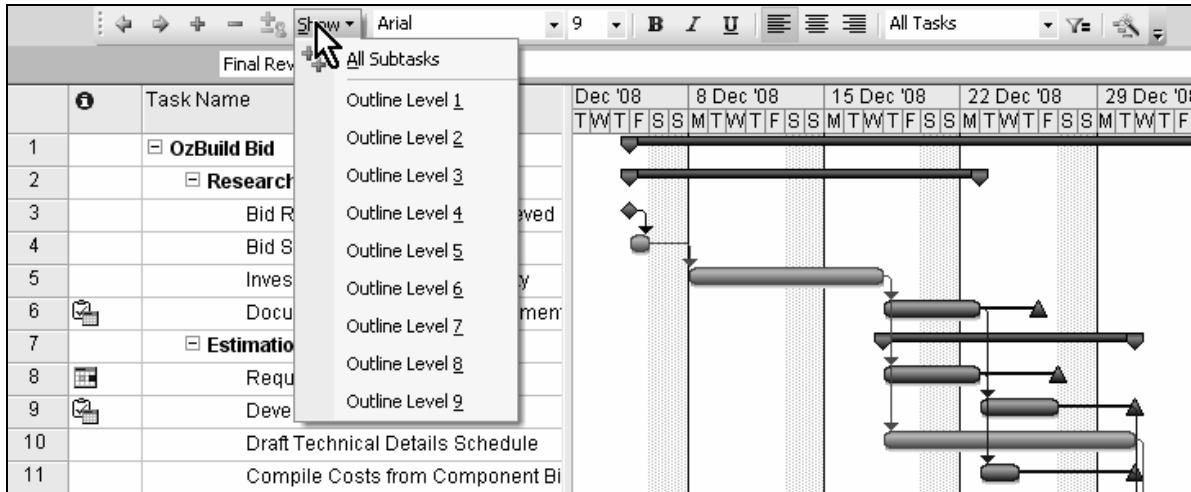 Show Arial 9 B I U All Tasks
All Subtasks
Final Rev
Outline Level 1
Outline Level 2
Outline Level 3
Outline Level 4
Outline Level 5
Outline Level 6
Outline Level 7
Outline Level 8
Outline Level 9
Task Name
Dec '08 8 Dec '08 15 Dec '08 22 Dec '08 29 Dec '0
T W T F S S M T W T F S S M T W T F S S M T W T F S S M T W T F
1 OzBuild Bid
2 Research
3 Bid R eved
4 Bid S
5 Inves y
6 Docu men
7 Estimatio
8 Requ
9 Deve
10 Draft Technical Details Schedule
11 Compile Costs from Component Bi